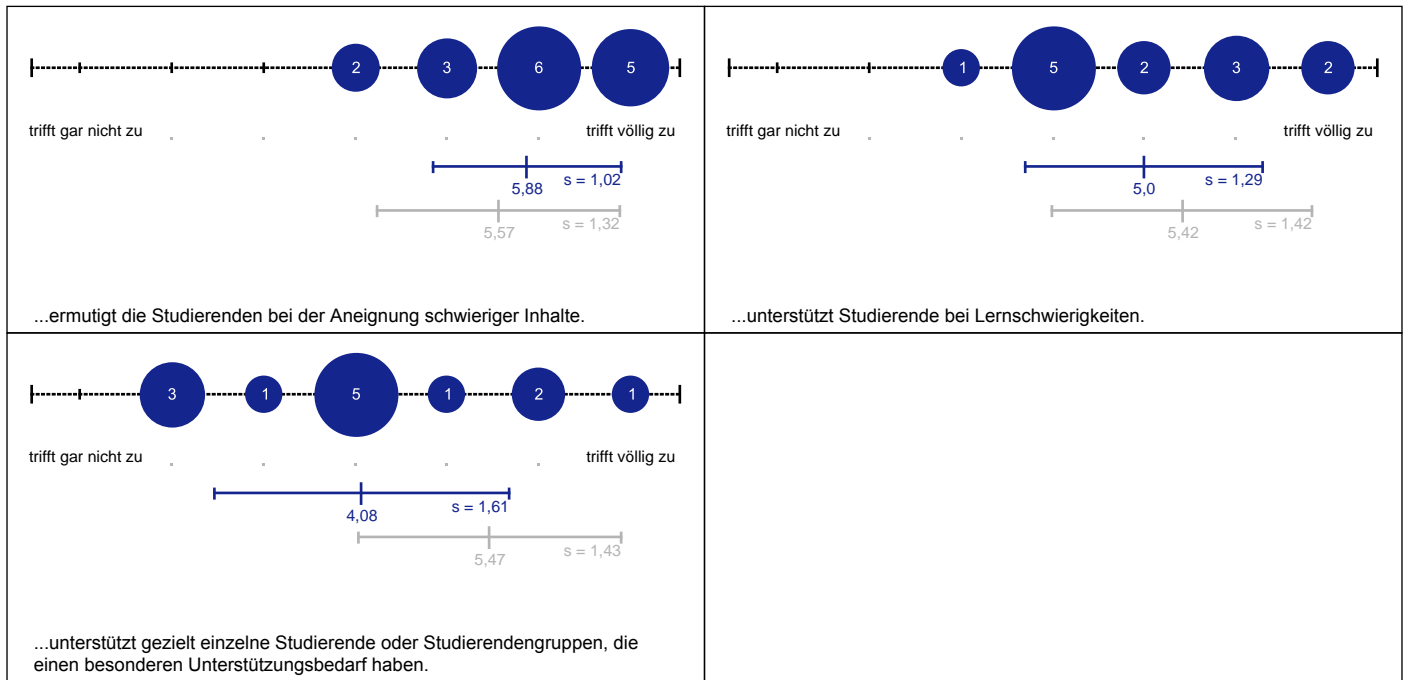 2 3 6 5
trifft gar nicht zu trifft völlig zu
5,88 s = 1,02
5,57 s = 1,32
...ermutigt die Studierenden bei der Aneignung schwieriger Inhalte.
1 5 2 3 2
trifft gar nicht zu trifft völlig zu
5,0 s = 1,29
5,42 s = 1,42
...unterstützt Studierende bei Lernschwierigkeiten.
3 1 5 1 2 1
trifft gar nicht zu trifft völlig zu
4,08 s = 1,61
5,47 s = 1,43
...unterstützt gezielt einzelne Studierende oder Studierendengruppen, die
einen besonderen Unterstützungsbedarf haben.